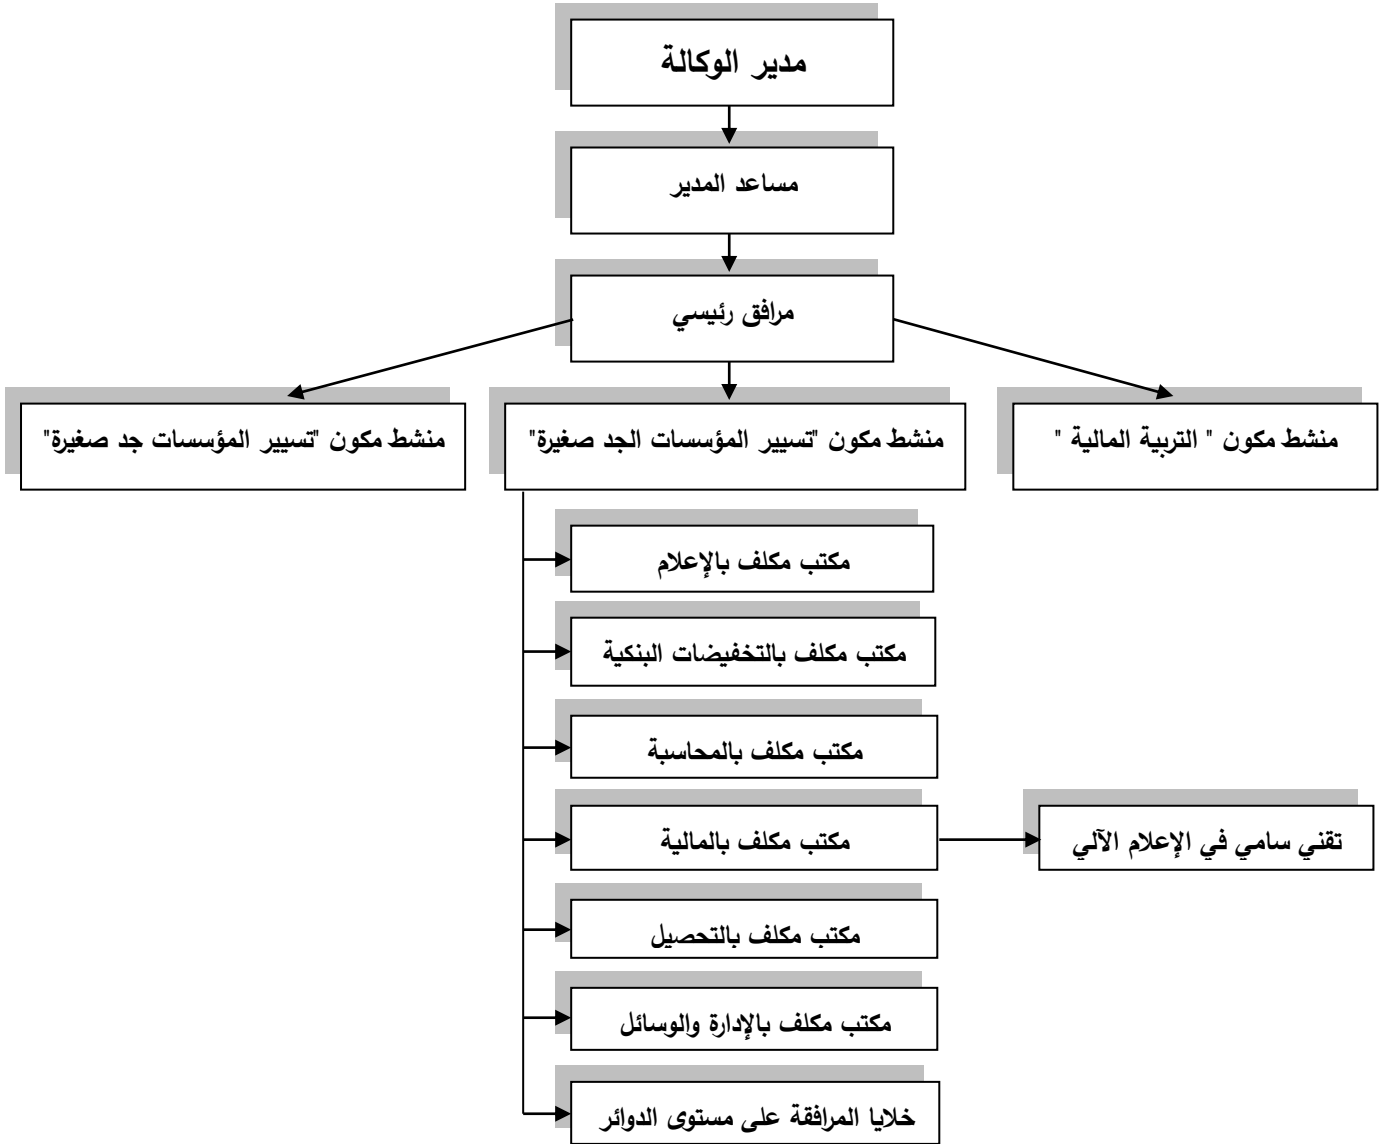 مدير الوكالة
مساعد المدير
مرافق رئيسي
منشط مكون " التربية المالية "
منشط مكون "تسيير المؤسسات الجد صغيرة"
منشط مكون "تسيير المؤسسات جد صغيرة"
مكتب مكلف بالإعلام
مكتب مكلف بالتخفيضات البنكية
مكتب مكلف بالمحاسبة
مكتب مكلف بالمالية
تقني سامي في الإعلام الآلي
مكتب مكلف بالتحصيل
مكتب مكلف بالإدارة والوسائل
خلايا المرافقة على مستوى الدوائر